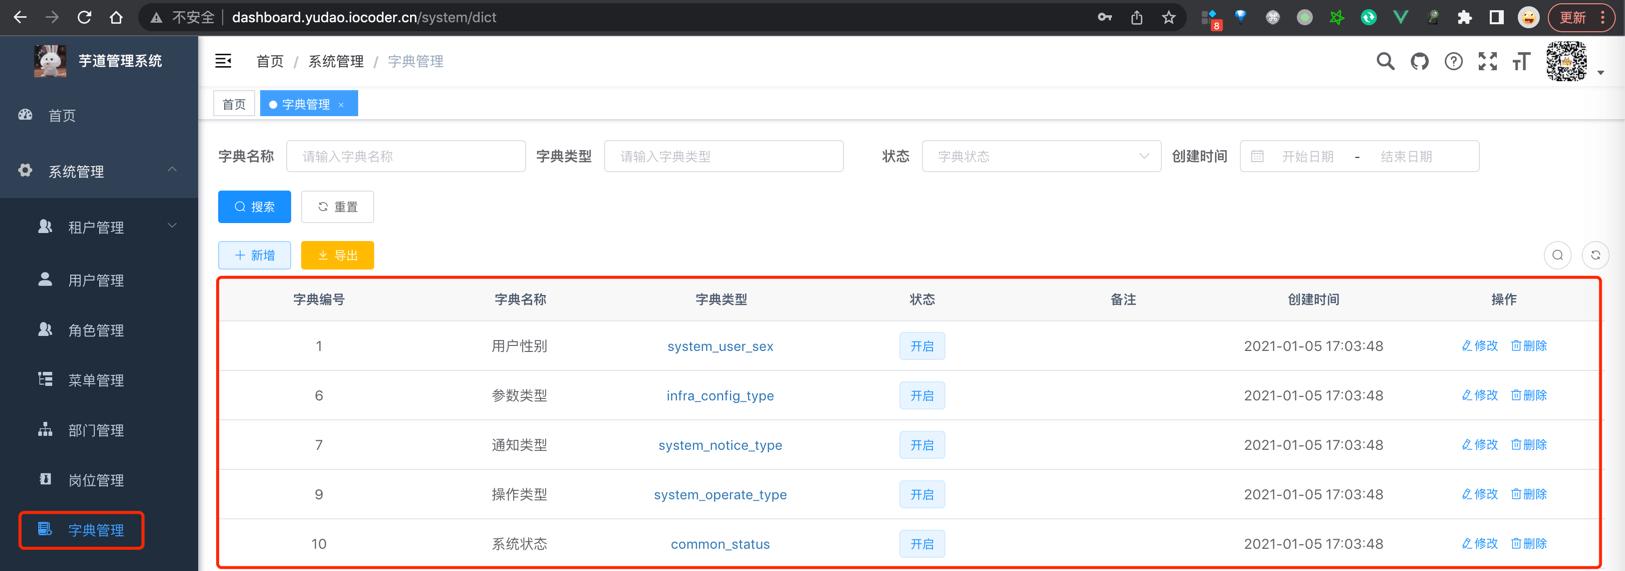 不安全 dashboard.yudao.iocoder.cn/system/dict 8 更新
芋道管理系统
首页 / 系统管理 / 字典管理
首页
系统管理
租户管理
用户管理
角色管理
菜单管理
部门管理
岗位管理
字典管理
首页 字典管理 ×
字典名称 请输入字典名称 字典类型 请输入字典类型 状态 字典状态 创建时间 开始日期 - 结束日期
搜索 重置
+ 新增 导出
字典编号 字典名称 字典类型 状态 备注 创建时间 操作
1 用户性别 system_user_sex 开启 2021-01-05 17:03:48 修改 删除
6 参数类型 infra_config_type 开启 2021-01-05 17:03:48 修改 删除
7 通知类型 system_notice_type 开启 2021-01-05 17:03:48 修改 删除
9 操作类型 system_operate_type 开启 2021-01-05 17:03:48 修改 删除
10 系统状态 common_status 开启 2021-01-05 17:03:48 修改 删除